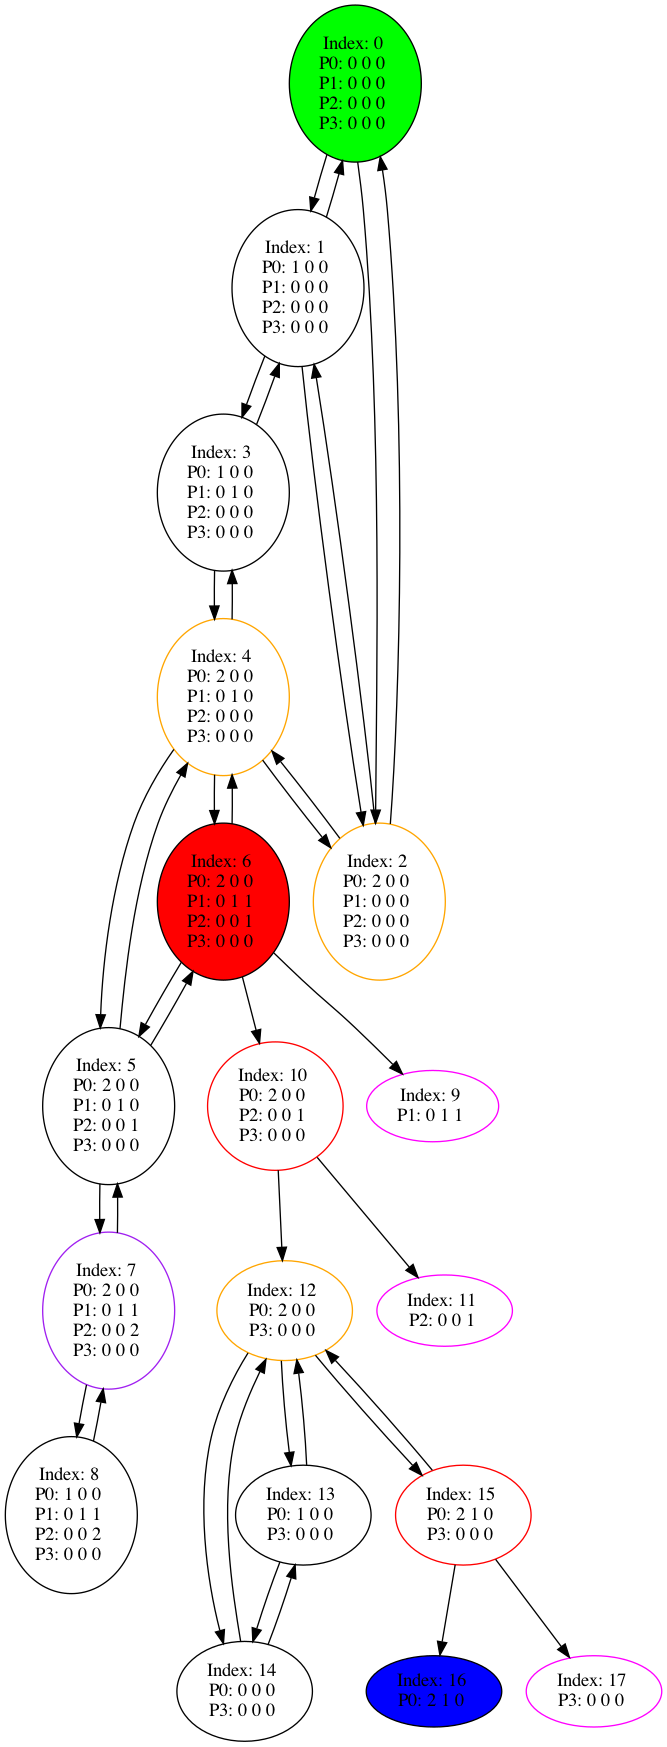 Index: 0
P0: 0 0 0
P1: 0 0 0
P2: 0 0 0
P3: 0 0 0
Index: 1
P0: 1 0 0
P1: 0 0 0
P2: 0 0 0
P3: 0 0 0
Index: 3
P0: 1 0 0
P1: 0 1 0
P2: 0 0 0
P3: 0 0 0
Index: 4
P0: 2 0 0
P1: 0 1 0
P2: 0 0 0
P3: 0 0 0
Index: 6
P0: 2 0 0
P1: 0 1 1
P2: 0 0 1
P3: 0 0 0
Index: 2
P0: 2 0 0
P1: 0 0 0
P2: 0 0 0
P3: 0 0 0
Index: 5
P0: 2 0 0
P1: 0 1 0
P2: 0 0 1
P3: 0 0 0
Index: 10
P0: 2 0 0
P2: 0 0 1
P3: 0 0 0
Index: 9
P1: 0 1 1
Index: 7
P0: 2 0 0
P1: 0 1 1
P2: 0 0 2
P3: 0 0 0
Index: 12
P0: 2 0 0
P3: 0 0 0
Index: 11
P2: 0 0 1
Index: 8
P0: 1 0 0
P1: 0 1 1
P2: 0 0 2
P3: 0 0 0
Index: 13
P0: 1 0 0
P3: 0 0 0
Index: 15
P0: 2 1 0
P3: 0 0 0
Index: 14
P0: 0 0 0
P3: 0 0 0
Index: 16
P0: 2 1 0
Index: 17
P3: 0 0 0